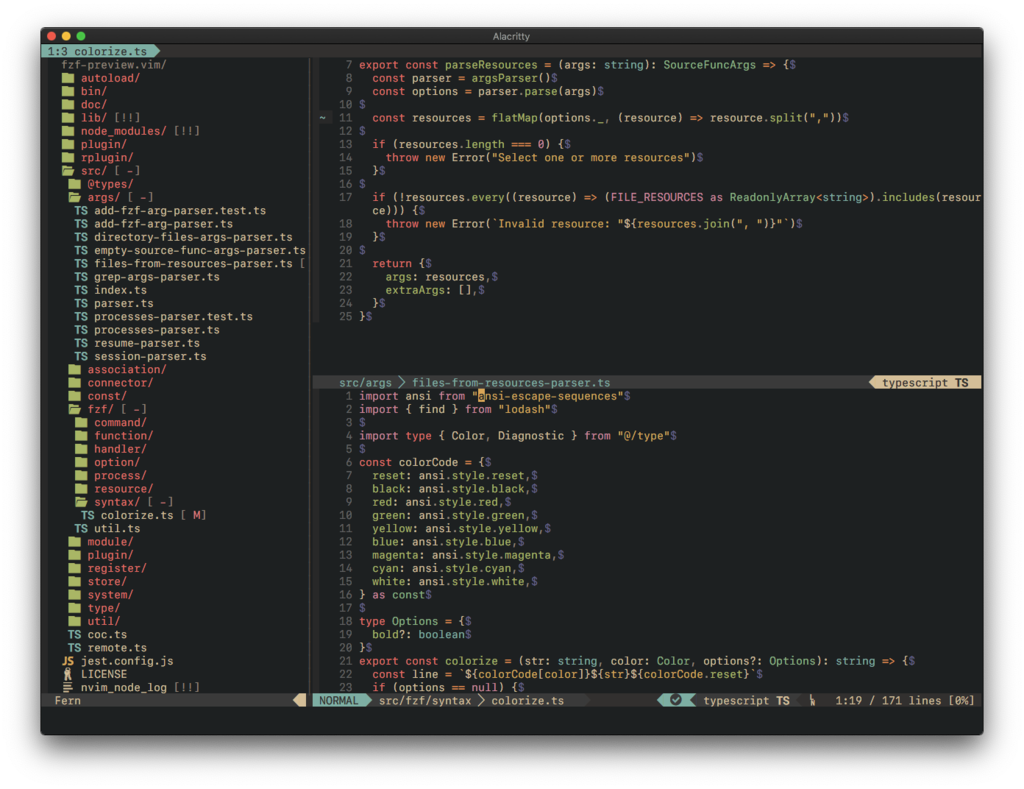 Alacritty
1:3 colorize.ts
fzf-preview.vim/
autoload/
bin/
doc/
lib/ [!!]
node_modules/ [!!]
plugin/
rplugin/
src/ [ -]
@types/
args/ [ -]
TS add-fzf-arg-parser.test.ts
TS add-fzf-arg-parser.ts
TS directory-files-args-parser.ts
TS empty-source-func-args-parser.ts
TS files-from-resources-parser.ts [
TS grep-args-parser.ts
TS index.ts
TS parser.ts
TS processes-parser.test.ts
TS processes-parser.ts
TS resume-parser.ts
TS session-parser.ts
association/
connector/
const/
fzf/ [ -]
command/
function/
handler/
option/
process/
resource/
syntax/ [ -]
TS colorize.ts [ M]
TS util.ts
module/
plugin/
register/
store/
system/
type/
util/
TS coc.ts
TS remote.ts
JS jest.config.js
LICENSE
nvim_node_log [!!]
Fern
7 export const parseResources = (args: string): SourceFuncArgs => {$
8 const parser = argsParser()$
9 const options = parser.parse(args)$
10 $
~ 11 const resources = flatMap(options._, (resource) => resource.split(","))$
12 $
13 if (resources.length === 0) {$
14 throw new Error("Select one or more resources")$
15 }$
16 $
17 if (!resources.every((resource) => (FILE_RESOURCES as ReadonlyArray<string>).includes(resour
ce))) {$
18 throw new Error(`Invalid resource: "${resources.join(", ")}"`)$
19 }$
20 $
21 return {$
22 args: resources,$
23 extraArgs: [],$
24 }$
25 }$
src/args files-from-resources-parser.ts typescript TS
1 import ansi from "ansi-escape-sequences"$
2 import { find } from "lodash"$
3 $
4 import type { Color, Diagnostic } from "@/type"$
5 $
6 const colorCode = {$
7 reset: ansi.style.reset,$
8 black: ansi.style.black,$
9 red: ansi.style.red,$
10 green: ansi.style.green,$
11 yellow: ansi.style.yellow,$
12 blue: ansi.style.blue,$
13 magenta: ansi.style.magenta,$
14 cyan: ansi.style.cyan,$
15 white: ansi.style.white,$
16 } as const$
17 $
18 type Options = {$
19 bold?: boolean$
20 }$
21 export const colorize = (str: string, color: Color, options?: Options): string => {$
22 const line = `${colorCode[color]}${str}${colorCode.reset}`$
23 if (options == null) {$
NORMAL src/fzf/syntax colorize.ts typescript TS 1:19 / 171 lines [0%]